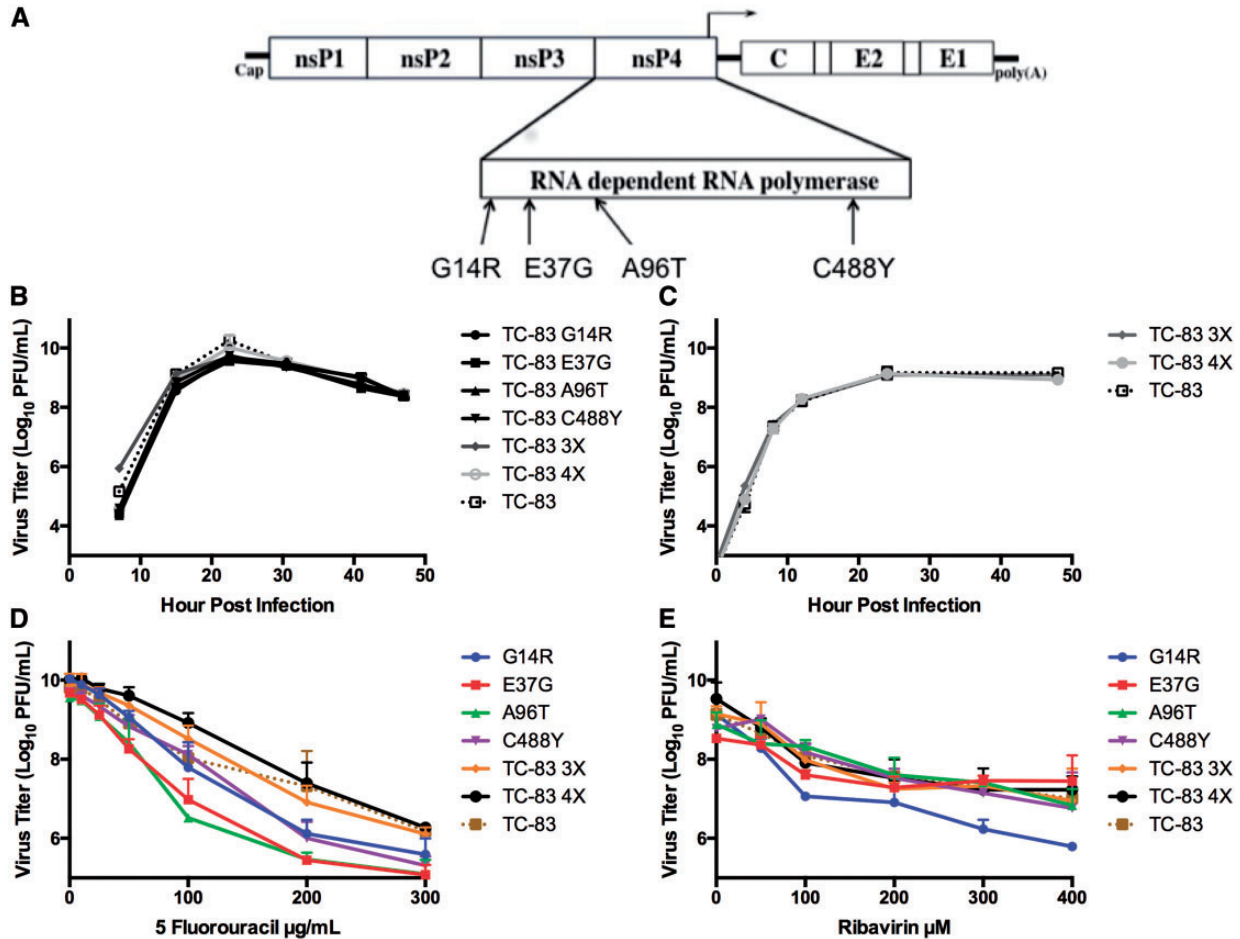 A
Cap nsP1 nsP2 nsP3 nsP4 C E2 E1 poly(A)
RNA dependent RNA polymerase
G14R E37G A96T C488Y
B
Virus Titer (Log10 PFU/mL)
10
8
6
4
0 10 20 30 40 50
Hour Post Infection
TC-83 G14R
TC-83 E37G
TC-83 A96T
TC-83 C488Y
TC-83 3X
TC-83 4X
TC-83
C
Virus Titer (Log10 PFU/mL)
10
8
6
4
0 10 20 30 40 50
Hour Post Infection
TC-83 3X
TC-83 4X
TC-83
D
Virus Titer (Log10 PFU/mL)
10
8
6
0 100 200 300
5 Fluorouracil µg/mL
G14R
E37G
A96T
C488Y
TC-83 3X
TC-83 4X
TC-83
E
Virus Titer (Log10 PFU/mL)
10
8
6
0 100 200 300 400
Ribavirin µM
G14R
E37G
A96T
C488Y
TC-83 3X
TC-83 4X
TC-83